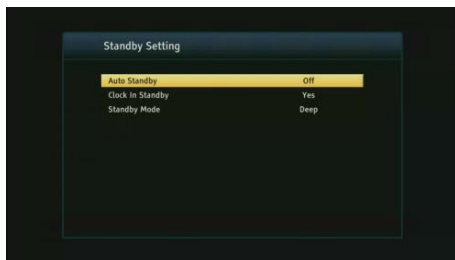 Standby Setting
Auto Standby Off
Clock In Standby Yes
Standby Mode Deep